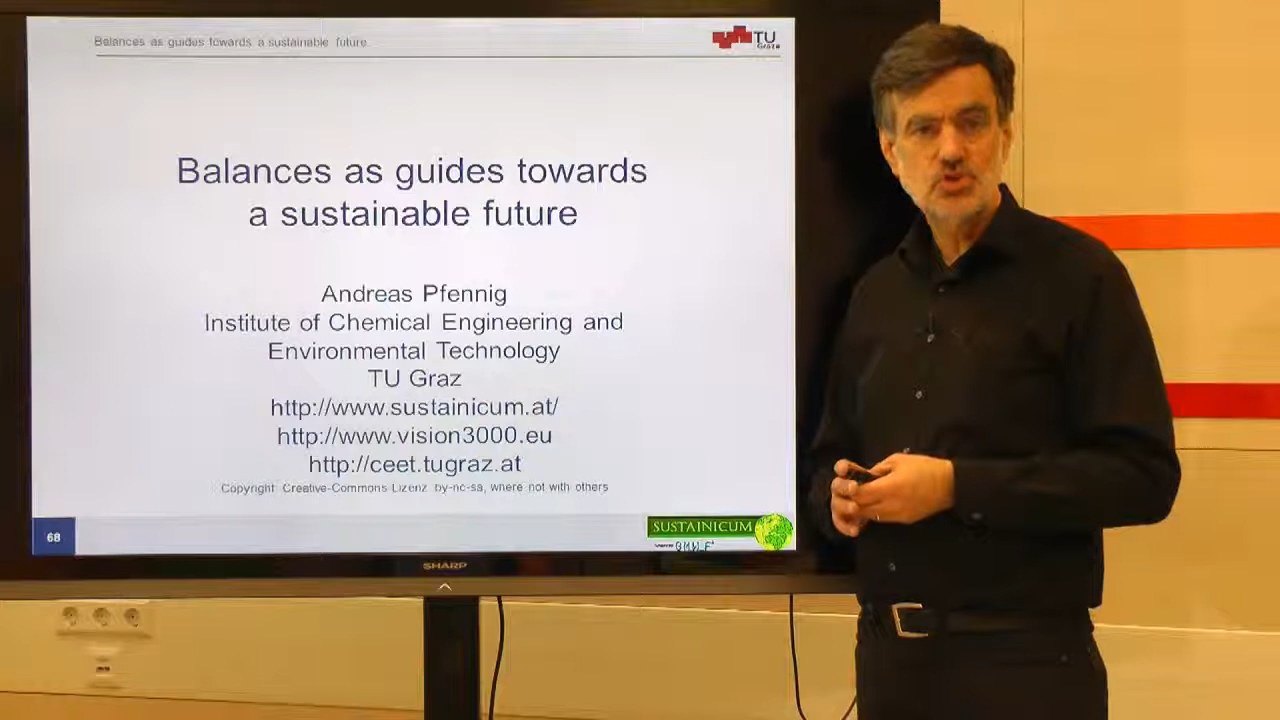 Balances as guides towards a sustainable future
TU
Graz
Balances as guides towards
a sustainable future
Andreas Pfennig
Institute of Chemical Engineering and
Environmental Technology
TU Graz
http://www.sustainicum.at/
http://www.vision3000.eu
http://ceet.tugraz.at
Copyright: Creative-Commons-Lizenz by-nc-sa, where not with others
68
SUSTAINICUM
SHARP